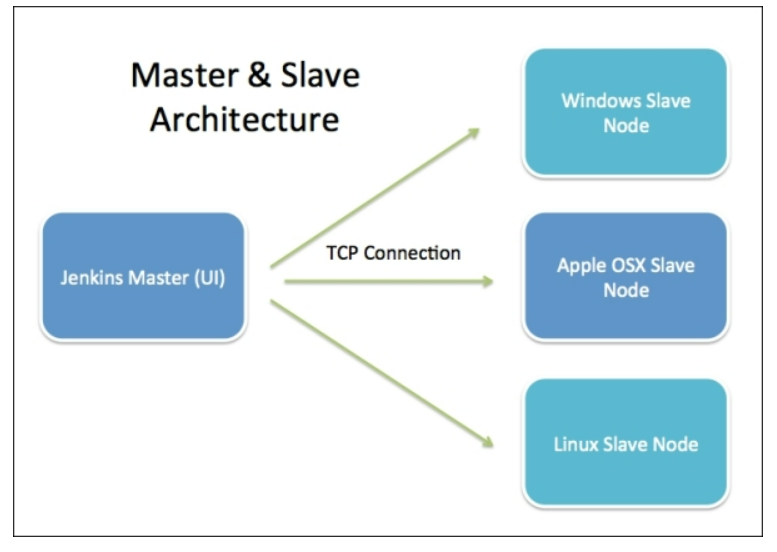 Master & Slave
Architecture
Windows Slave
Node
Jenkins Master (UI)
TCP Connection
Apple OSX Slave
Node
Linux Slave Node